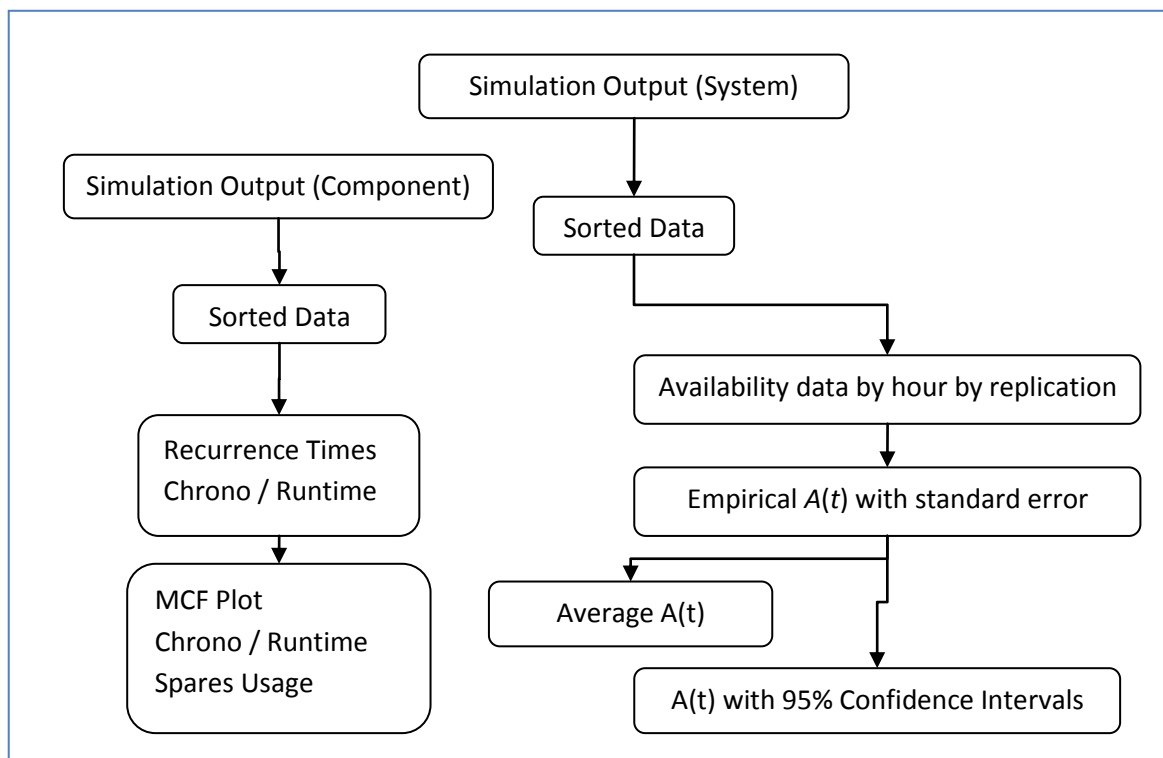 Simulation Output (System)
Simulation Output (Component)
Sorted Data
Sorted Data
Availability data by hour by replication
Recurrence Times
Chrono / Runtime
Empirical A(t) with standard error
MCF Plot
Chrono / Runtime
Spares Usage
Average A(t)
A(t) with 95% Confidence Intervals